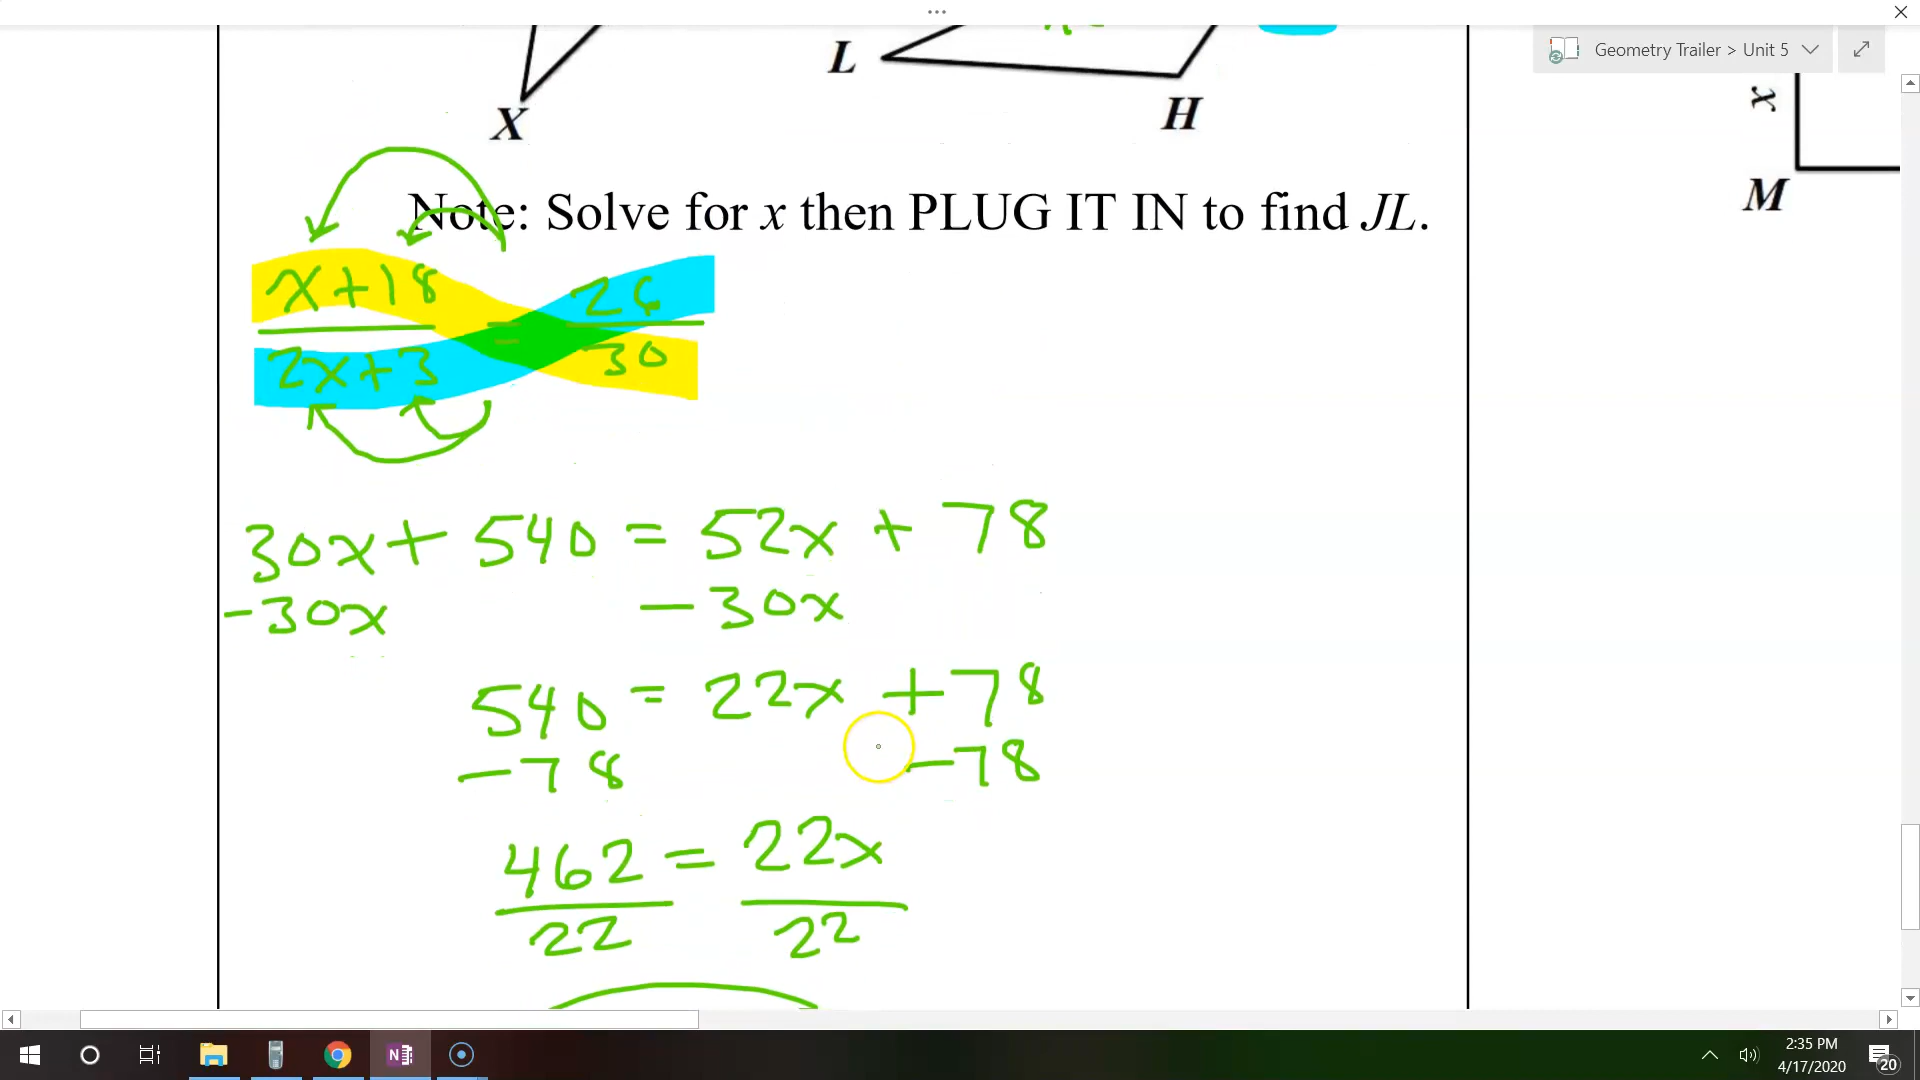 Geometry Trailer > Unit 5
L
X
H
x
M
Note: Solve for x then PLUG IT IN to find JL.
x+18 = 26
2x+3 30
30x + 540 = 52x + 78
-30x -30x
540 = 22x +78
-78 -78
462 = 22x
22 22
2:35 PM
4/17/2020
20